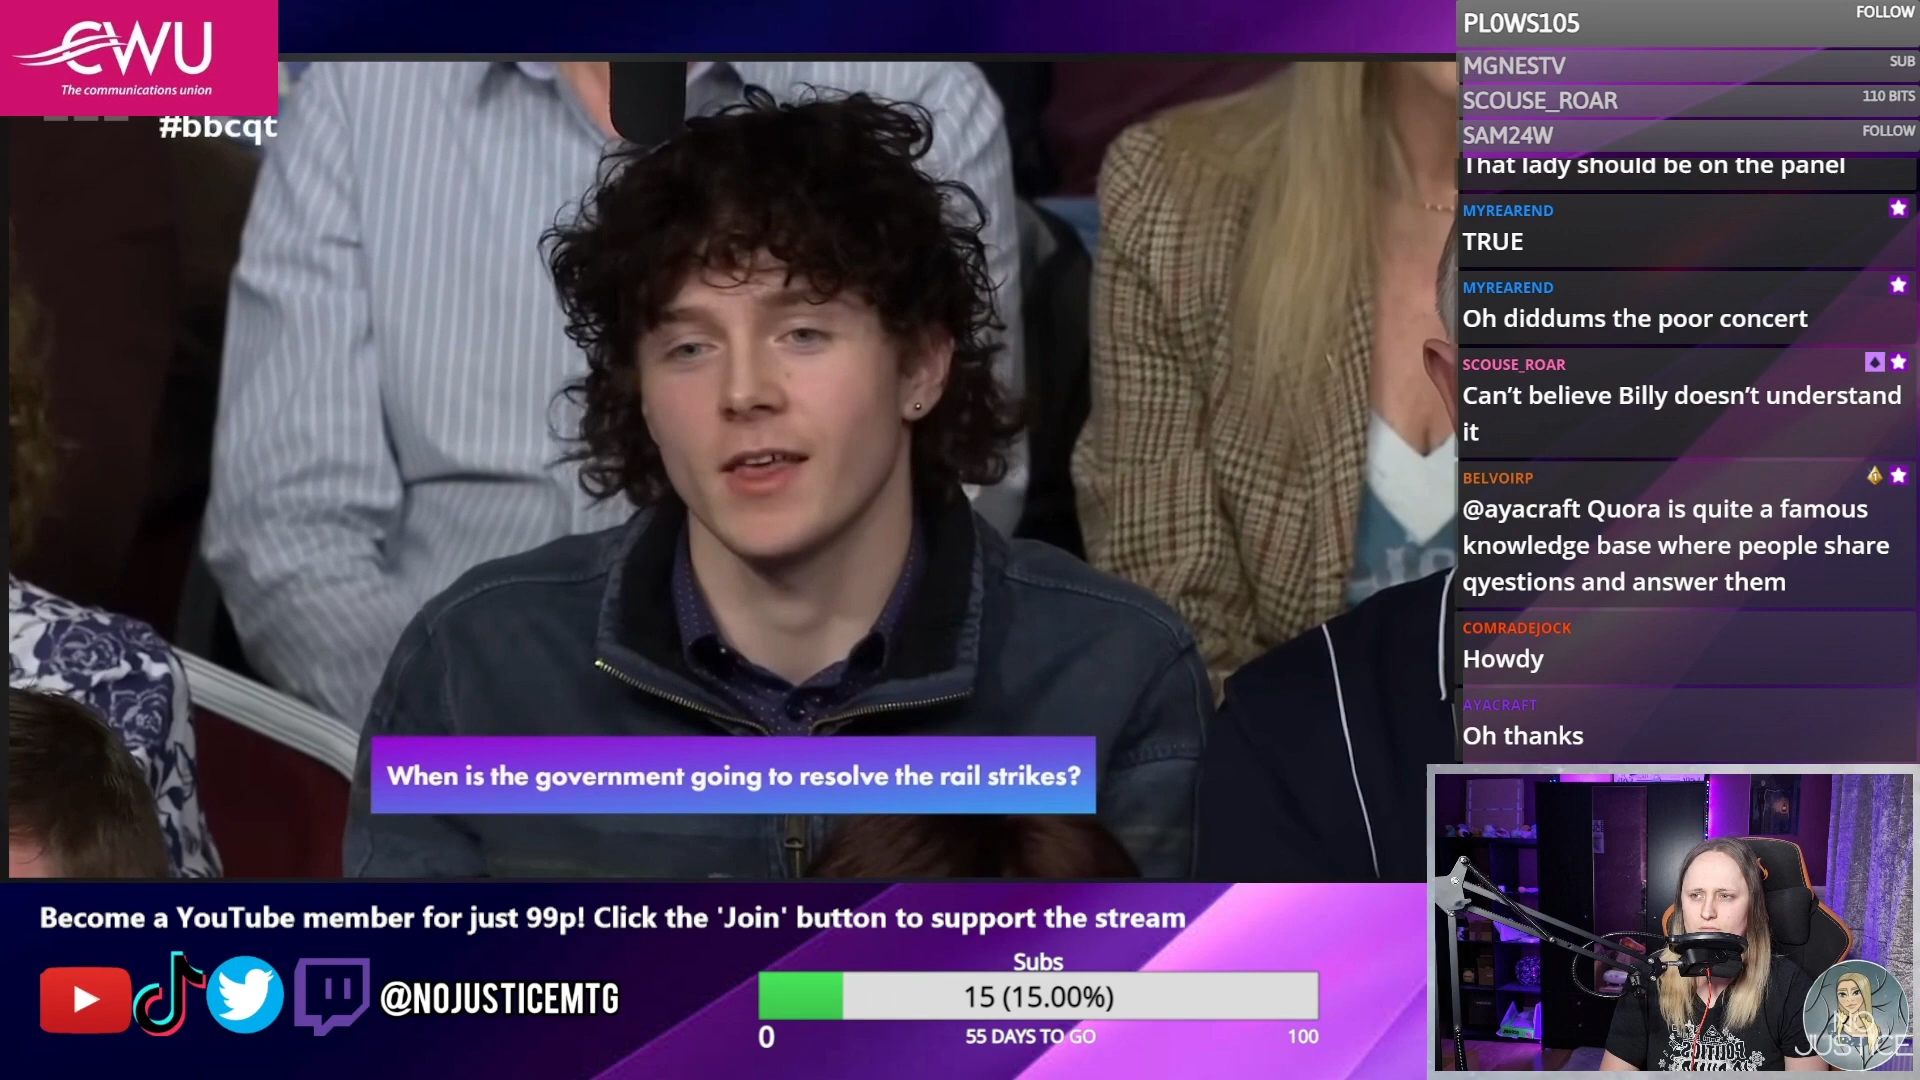 CWU
The communications union
#bbcqt
When is the government going to resolve the rail strikes?
PL0WS105
FOLLOW
MGNESTV
SUB
SCOUSE_ROAR
110 BITS
SAM24W
FOLLOW
That lady should be on the panel
MYREAREND
TRUE
MYREAREND
Oh diddums the poor concert
SCOUSE_ROAR
Can’t believe Billy doesn’t understand
it
BELVOIRP
@ayacraft Quora is quite a famous
knowledge base where people share
qyestions and answer them
COMRADEJOCK
Howdy
AYACRAFT
Oh thanks
Become a YouTube member for just 99p! Click the 'Join' button to support the stream
@NOJUSTICEMTG
Subs
15 (15.00%)
0
55 DAYS TO GO
100
NO
JUSTICE